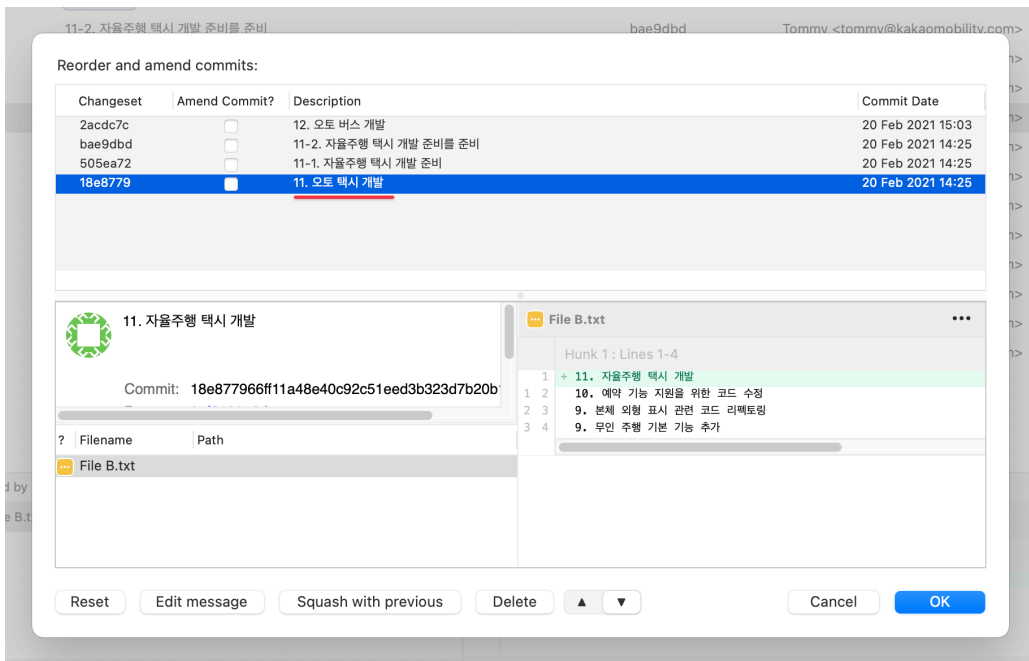 11-2. 자율주행 택시 개발 준비를 준비 bae9dbd Tommy <tommy@kakaomobility.com>
Reorder and amend commits:
Changeset Amend Commit? Description Commit Date
2acdc7c 12. 오토 버스 개발 20 Feb 2021 15:03
bae9dbd 11-2. 자율주행 택시 개발 준비를 준비 20 Feb 2021 14:25
505ea72 11-1. 자율주행 택시 개발 준비 20 Feb 2021 14:25
18e8779 11. 오토 택시 개발 20 Feb 2021 14:25
11. 자율주행 택시 개발
Commit: 18e877966ff11a48e40c92c51eed3b323d7b20b
? Filename Path
File B.txt
File B.txt
Hunk 1 : Lines 1-4
1 + 11. 자율주행 택시 개발
1 2 10. 예약 기능 지원을 위한 코드 수정
2 3 9. 본체 외형 표시 관련 코드 리펙토링
3 4 9. 무인 주행 기본 기능 추가
d by
e B.t
Reset Edit message Squash with previous Delete ▲ ▼ Cancel OK